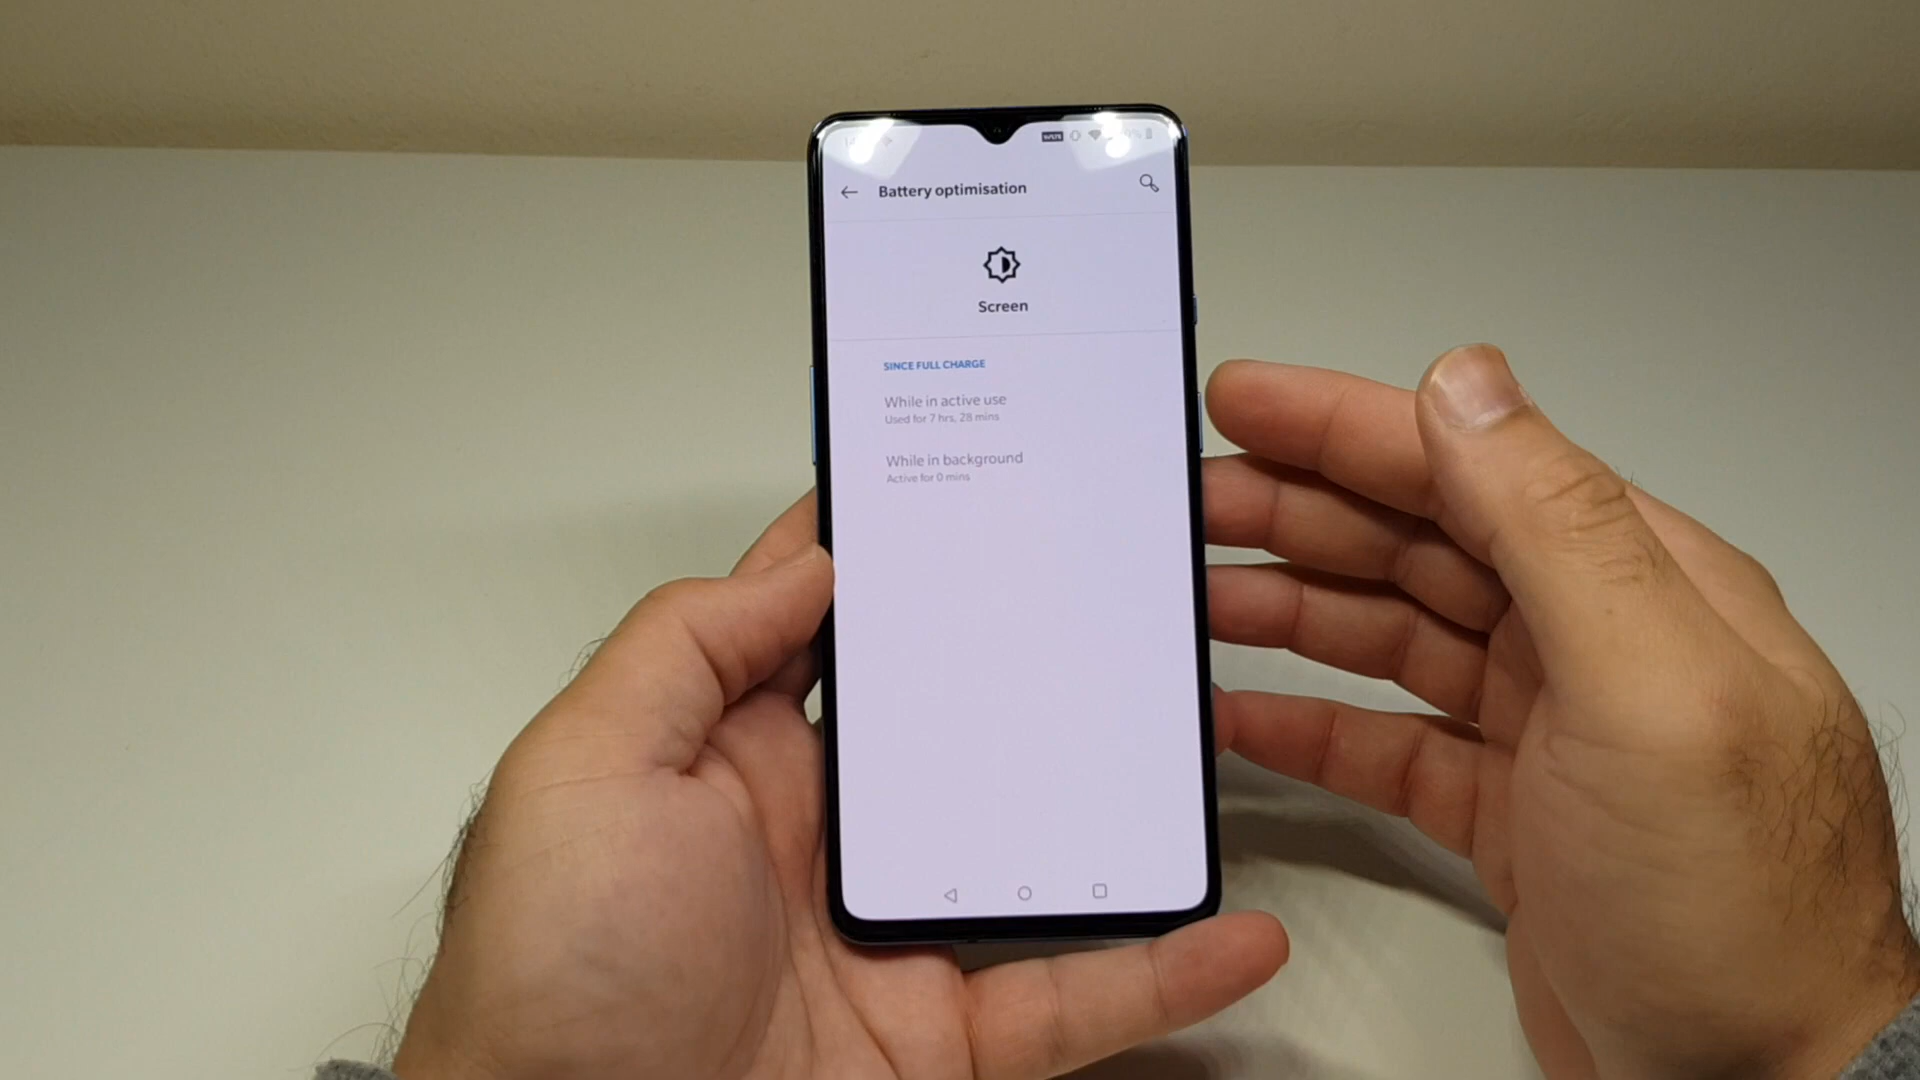 Battery optimisation
Screen
SINCE FULL CHARGE
While in active use
Used for 7 hrs, 28 mins
While in background
Active for 0 mins